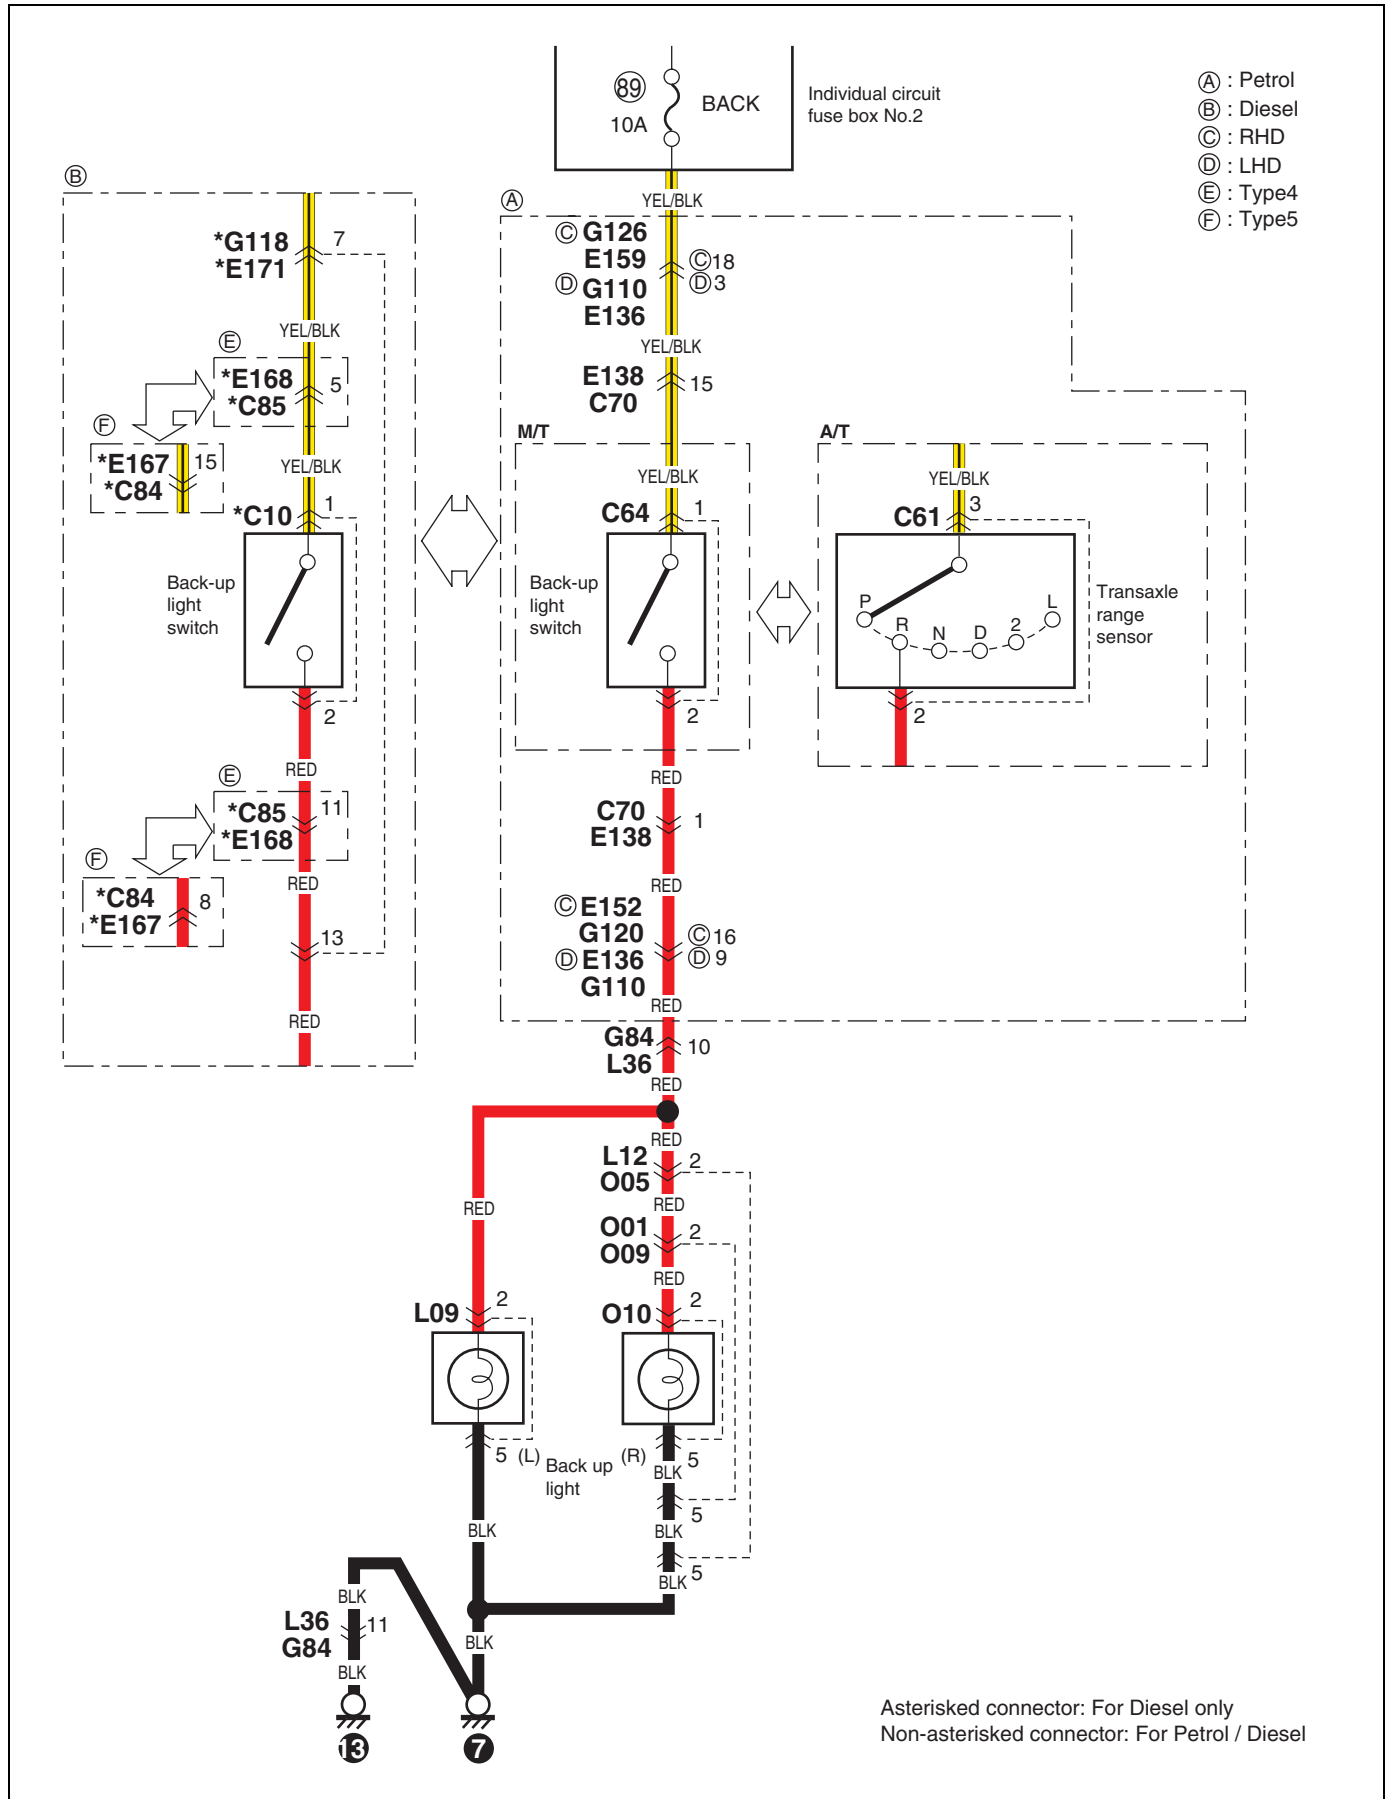 89
10A
BACK
Individual circuit
fuse box No.2
A : Petrol
B : Diesel
C : RHD
D : LHD
E : Type4
F : Type5
B
*G118
*E171
7
YEL/BLK
E
*E168
*C85
5
F
*E167
*C84
15
YEL/BLK
*C10
1
Back-up
light
switch
2
RED
E
*C85
*E168
11
F
*C84
*E167
8
RED
13
RED
YEL/BLK
A
C G126
E159
D G110
E136
C 18
D 3
YEL/BLK
E138
C70
15
M/T
YEL/BLK
C64
1
Back-up
light
switch
2
A/T
YEL/BLK
C61
3
P
R
N
D
2
L
Transaxle
range
sensor
2
RED
C70
E138
1
RED
C E152
G120
D E136
G110
C 16
D 9
RED
G84
L36
10
RED
RED
L12
O05
2
RED
RED
O01
O09
2
RED
L09
2
O10
2
5
(L)
Back up
light
(R)
5
BLK
5
BLK
BLK
5
BLK
BLK
L36
G84
11
BLK
BLK
13
7
Asterisked connector: For Diesel only
Non-asterisked connector: For Petrol / Diesel